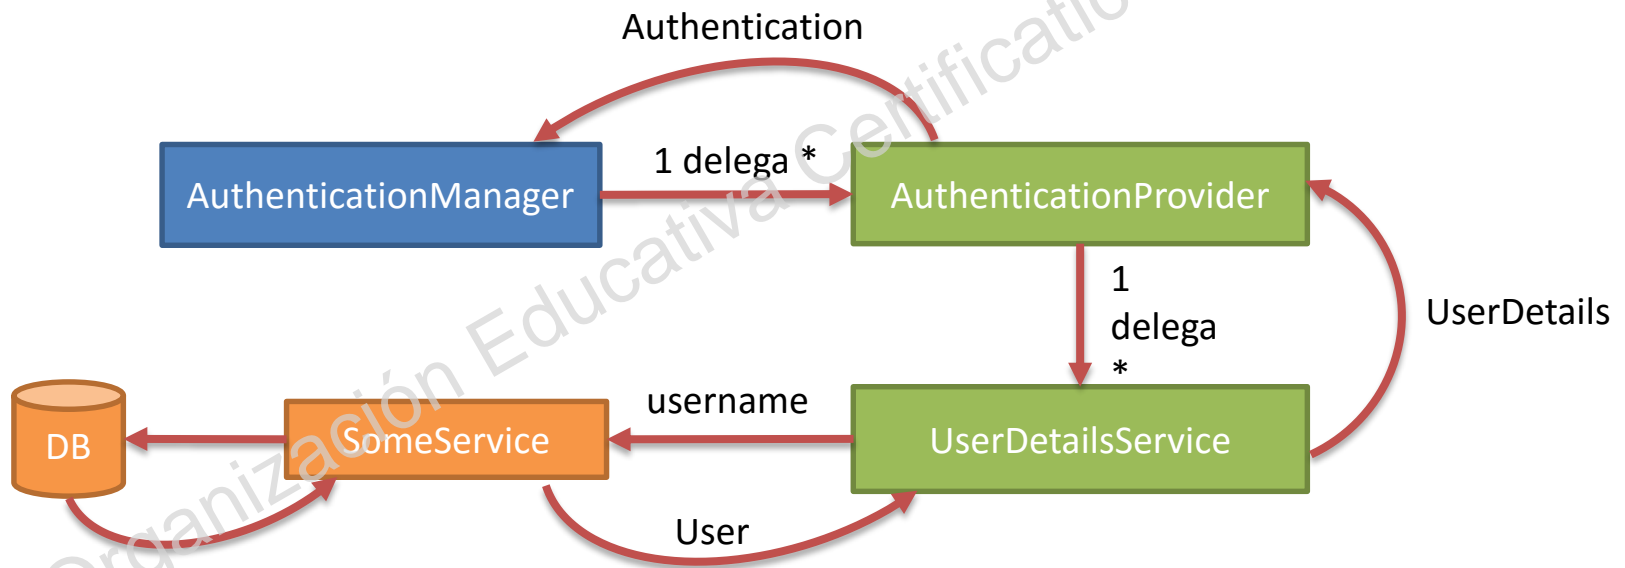 Authentication
AuthenticationManager
1 delega *
AuthenticationProvider
1
delega
*
UserDetails
DB
SomeService
username
UserDetailsService
User
Organización Educativa Certificatio